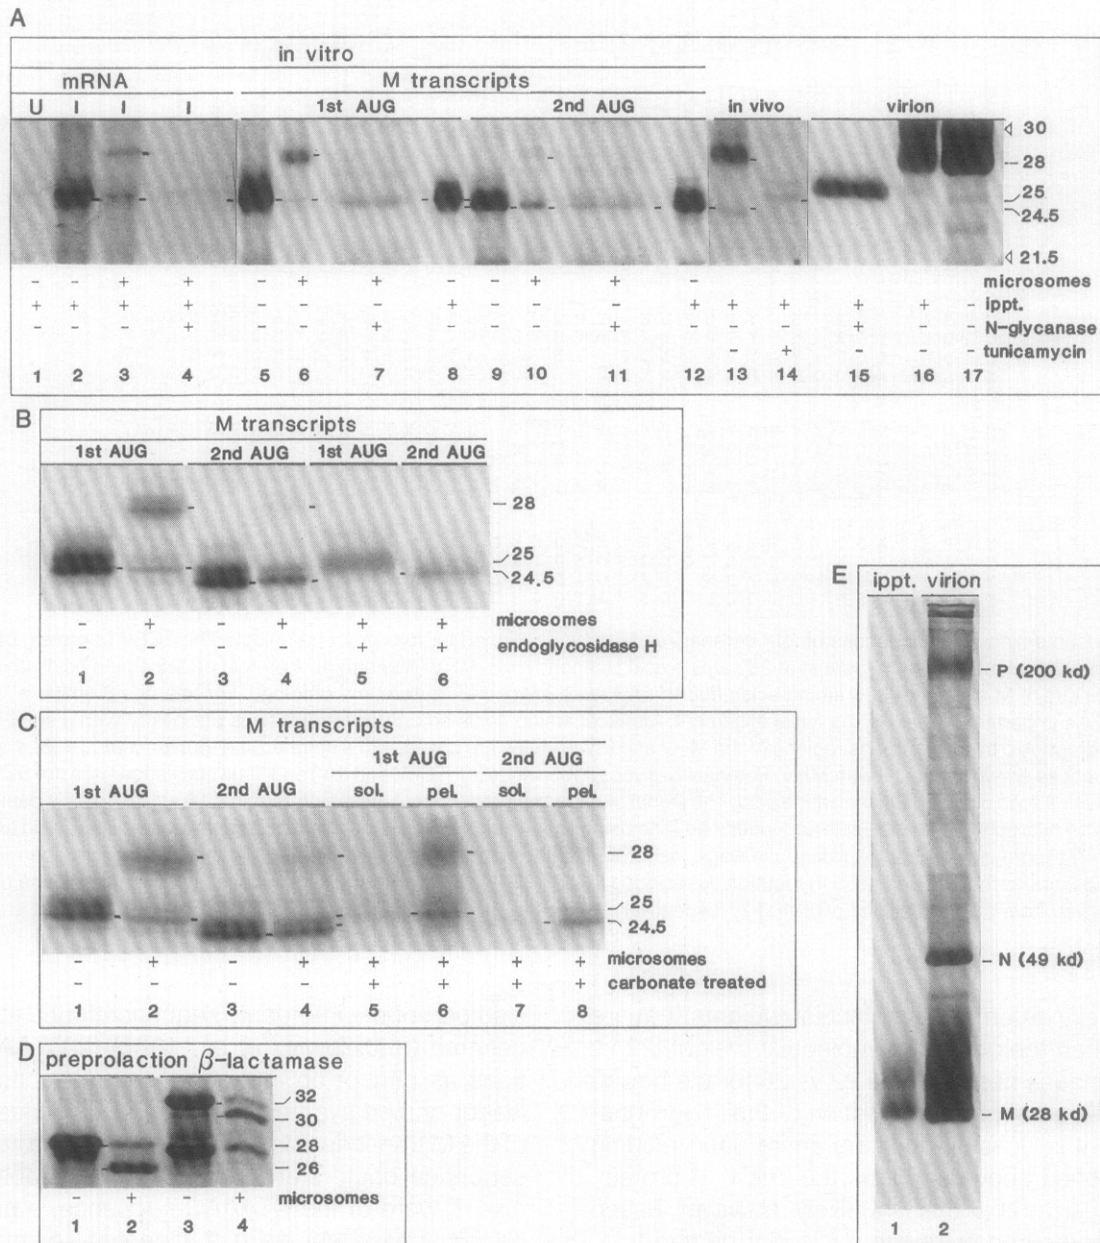 A
in vitro
mRNA M transcripts
U I I I 1st AUG 2nd AUG in vivo virion
30
28
25
24.5
21.5
- - + + - + + - - + + - microsomes
+ + + + - - - + - - - + + + + + - ippt.
- - - + - - + - - - + - - - + - - N-glycanase
- + - - - tunicamycin
1 2 3 4 5 6 7 8 9 10 11 12 13 14 15 16 17
B
M transcripts
1st AUG 2nd AUG 1st AUG 2nd AUG
28
25
24.5
- + - + + + microsomes
- - - - + + endoglycosidase H
1 2 3 4 5 6
C
M transcripts
1st AUG 2nd AUG
1st AUG 2nd AUG sol. pel. sol. pel.
28
25
24.5
- + - + + + + + microsomes
- - - - + + + + carbonate treated
1 2 3 4 5 6 7 8
D
preprolaction β-lactamase
32
30
28
26
- + - + microsomes
1 2 3 4
E
ippt. virion
P (200 kd)
N (49 kd)
M (28 kd)
1 2